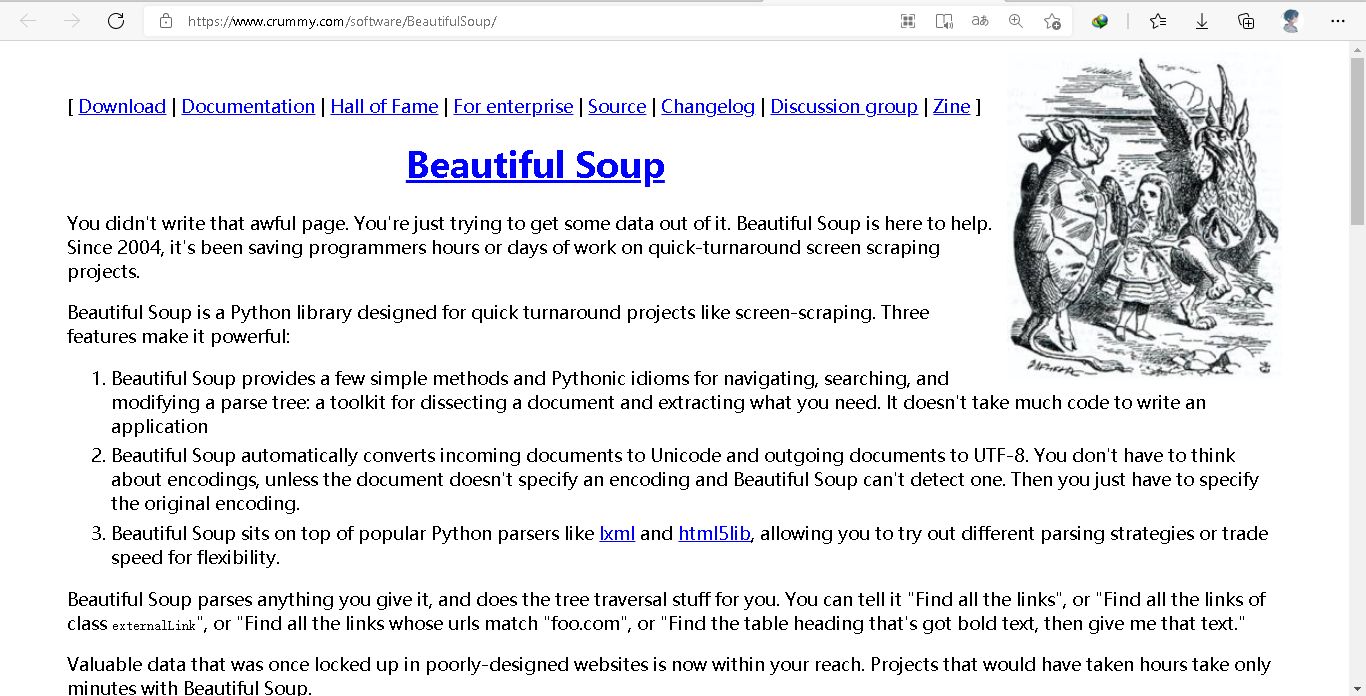 https://www.crummy.com/software/BeautifulSoup/
[ Download | Documentation | Hall of Fame | For enterprise | Source | Changelog | Discussion group | Zine ]
Beautiful Soup
You didn't write that awful page. You're just trying to get some data out of it. Beautiful Soup is here to help.
Since 2004, it's been saving programmers hours or days of work on quick-turnaround screen scraping
projects.
Beautiful Soup is a Python library designed for quick turnaround projects like screen-scraping. Three
features make it powerful:
1. Beautiful Soup provides a few simple methods and Pythonic idioms for navigating, searching, and
modifying a parse tree: a toolkit for dissecting a document and extracting what you need. It doesn't take much code to write an
application
2. Beautiful Soup automatically converts incoming documents to Unicode and outgoing documents to UTF-8. You don't have to think
about encodings, unless the document doesn't specify an encoding and Beautiful Soup can't detect one. Then you just have to specify
the original encoding.
3. Beautiful Soup sits on top of popular Python parsers like lxml and html5lib, allowing you to try out different parsing strategies or trade
speed for flexibility.
Beautiful Soup parses anything you give it, and does the tree traversal stuff for you. You can tell it "Find all the links", or "Find all the links of
class externalLink", or "Find all the links whose urls match "foo.com", or "Find the table heading that's got bold text, then give me that text."
Valuable data that was once locked up in poorly-designed websites is now within your reach. Projects that would have taken hours take only
minutes with Beautiful Soup.